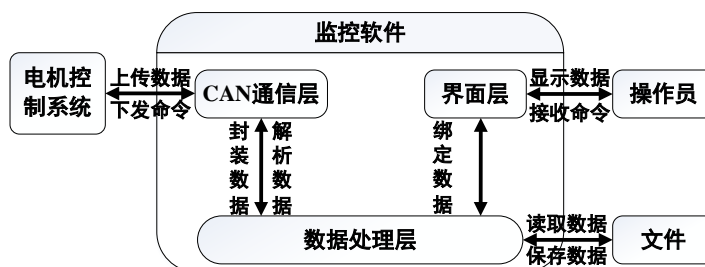 监控软件
电机控
制系统
上传数据
下发命令
CAN通信层
界面层
显示数据
接收命令
操作员
封装数据
解析数据
绑定数据
数据处理层
读取数据
保存数据
文件